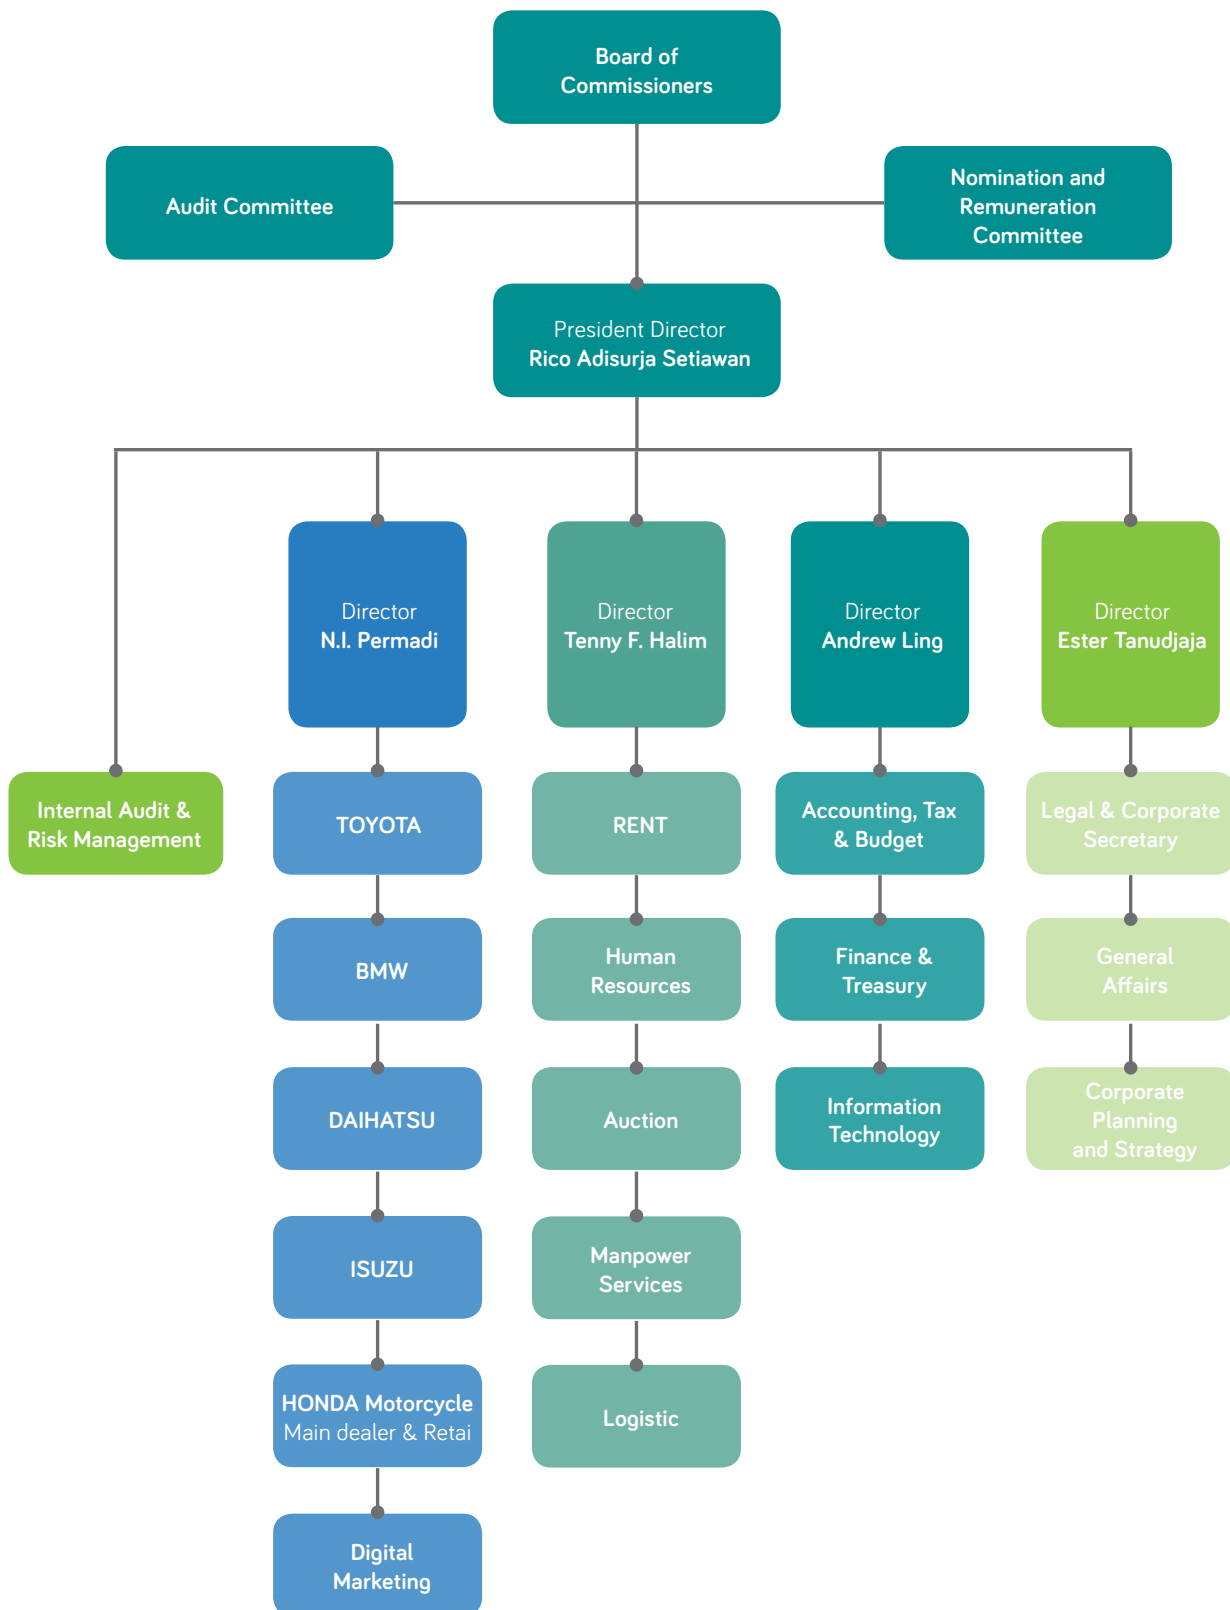 Board of
Commissioners
Audit Committee
Nomination and
Remuneration
Committee
President Director
Rico Adisurja Setiawan
Director
N.I. Permadi
Director
Tenny F. Halim
Director
Andrew Ling
Director
Ester Tanudjaja
Internal Audit &
Risk Management
TOYOTA
RENT
Accounting, Tax
& Budget
Legal & Corporate
Secretary
BMW
Human
Resources
Finance &
Treasury
General
Affairs
DAIHATSU
Auction
Information
Technology
Corporate
Planning
and Strategy
ISUZU
Manpower
Services
HONDA Motorcycle
Main dealer & Retai
Logistic
Digital
Marketing